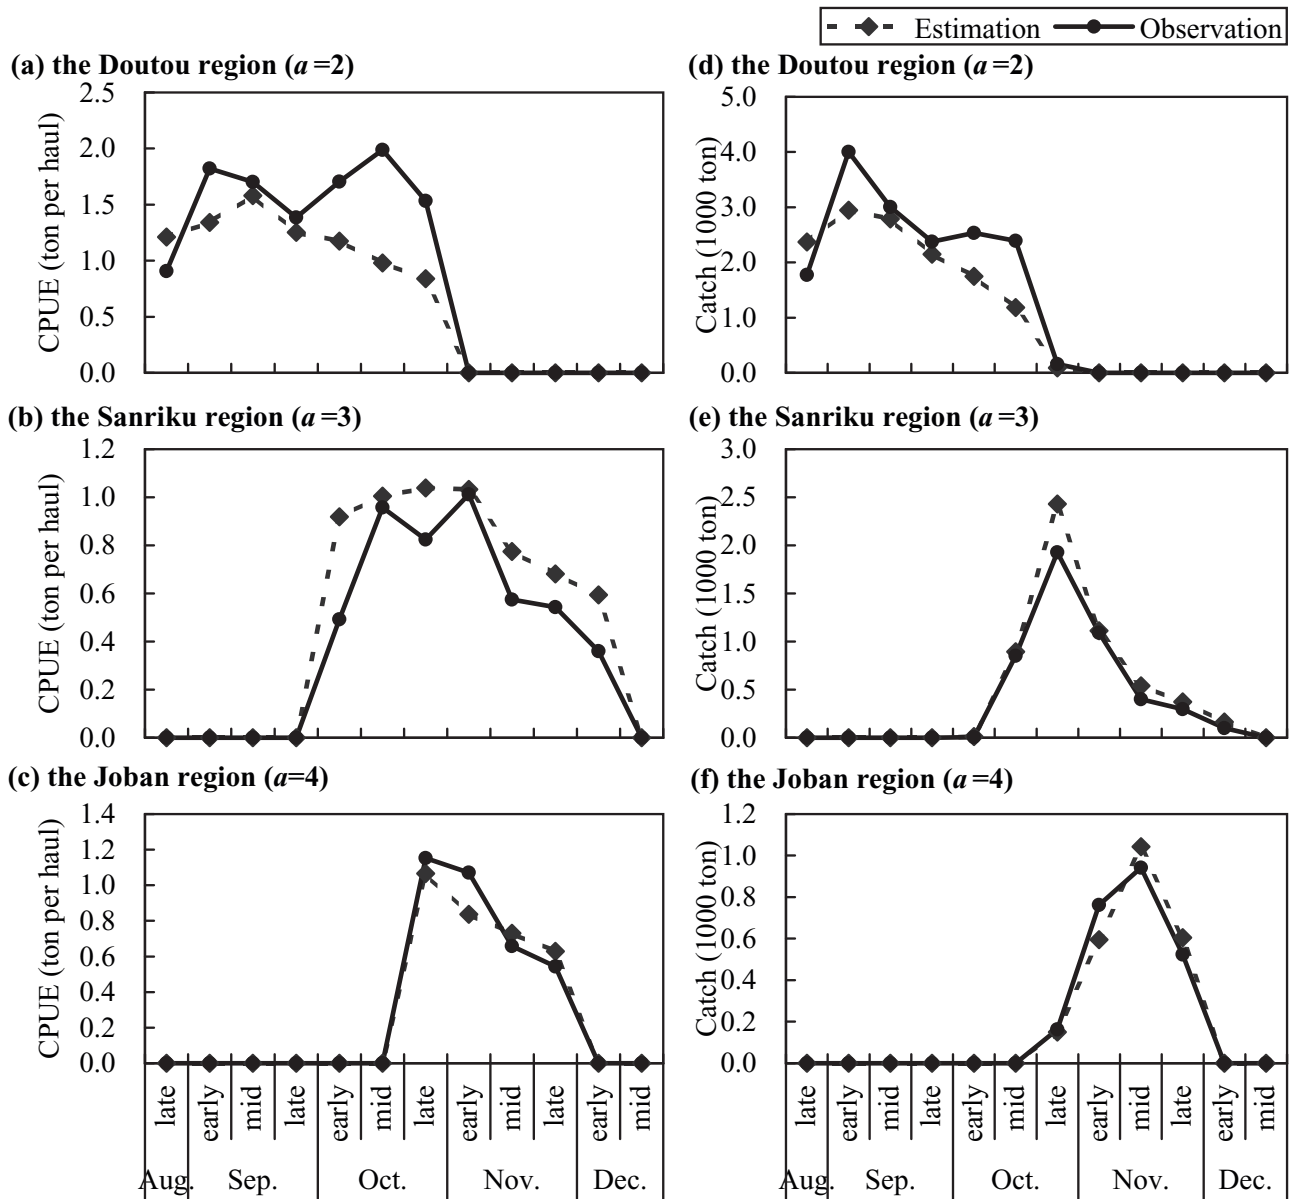 Estimation Observation
(a) the Doutou region (a=2)
CPUE (ton per haul)
2.5
2.0
1.5
1.0
0.5
0.0
(d) the Doutou region (a=2)
Catch (1000 ton)
5.0
4.0
3.0
2.0
1.0
0.0
(b) the Sanriku region (a=3)
CPUE (ton per haul)
1.2
1.0
0.8
0.6
0.4
0.2
0.0
(e) the Sanriku region (a=3)
Catch (1000 ton)
3.0
2.5
2.0
1.5
1.0
0.5
0.0
(c) the Joban region (a=4)
CPUE (ton per haul)
1.4
1.2
1.0
0.8
0.6
0.4
0.2
0.0
late early mid late early mid late early mid late early mid
Aug. Sep. Oct. Nov. Dec.
(f) the Joban region (a=4)
Catch (1000 ton)
1.2
1.0
0.8
0.6
0.4
0.2
0.0
late early mid late early mid late early mid late early mid
Aug. Sep. Oct. Nov. Dec.